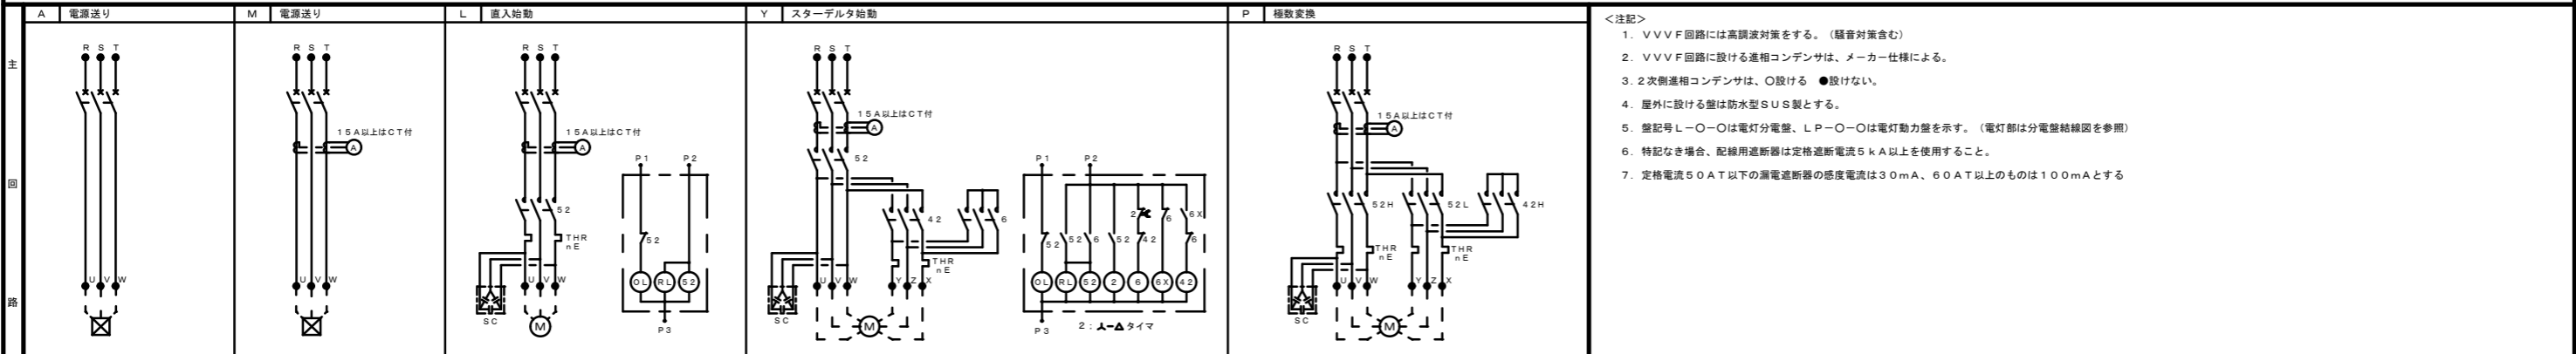 主回路
A 電源送り
R S T
U V W
M 電源送り
R S T
15A以上はCT付
A
U V W
L 直入始動
R S T
15A以上はCT付
A
52
THR
nE
U V W
SC
M
P1 P2
52
OL RL 52
P3
Y スターデルタ始動
R S T
15A以上はCT付
A
52
42 6
THR
nE
U V W Y Z X
SC
M
P1 P2
2 6 6X
52 52 6 52 42 6
OL RL 52 2 6 6X 42
P3
2:人-△タイマ
P 極数変換
R S T
15A以上はCT付
A
52H 52L 42H
THR
nE
THR
nE
U V W Y Z X
SC
M
<注記>
1. VVVF回路には高調波対策をする。(騒音対策含む)
2. VVVF回路に設ける進相コンデンサは、メーカー仕様による。
3. 2次側進相コンデンサは、○設ける ●設けない。
4. 屋外に設ける盤は防水型SUS製とする。
5. 盤記号L-○-○は電灯分電盤、LP-○-○は電灯動力盤を示す。(電灯部は分電盤結線図を参照)
6. 特記なき場合、配線用遮断器は定格遮断電流5kA以上を使用すること。
7. 定格電流50AT以下の漏電遮断器の感度電流は30mA、60AT以上のものは100mAとする